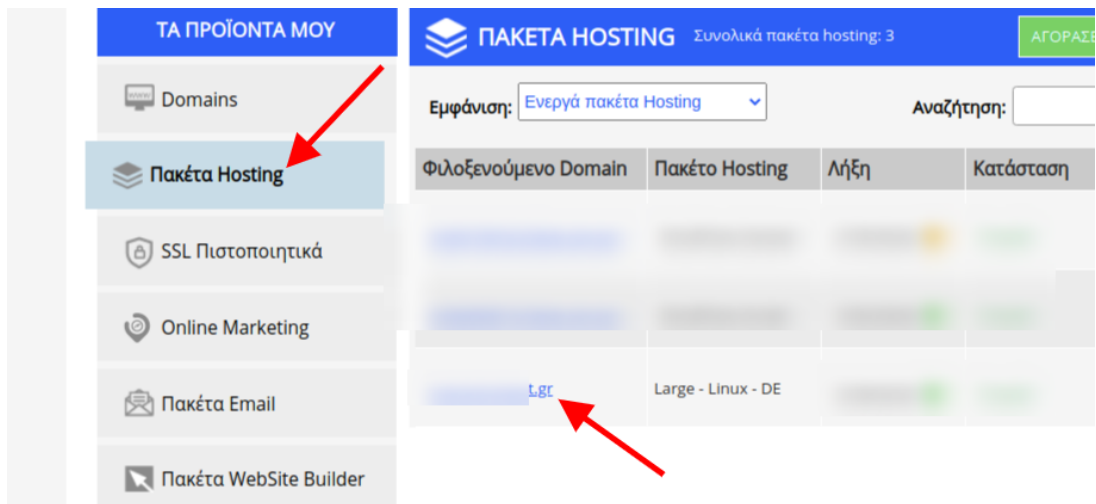 ΤΑ ΠΡΟΪΟΝΤΑ ΜΟΥ
Domains
Πακέτα Hosting
SSL Πιστοποιητικά
Online Marketing
Πακέτα Email
Πακέτα WebSite Builder
ΠΑΚΕΤΑ HOSTING Συνολικά πακέτα hosting: 3
Εμφάνιση: Ενεργά πακέτα Hosting Αναζήτηση:
Φιλοξενούμενο Domain Πακέτο Hosting Λήξη Κατάσταση
t.gr Large - Linux - DE